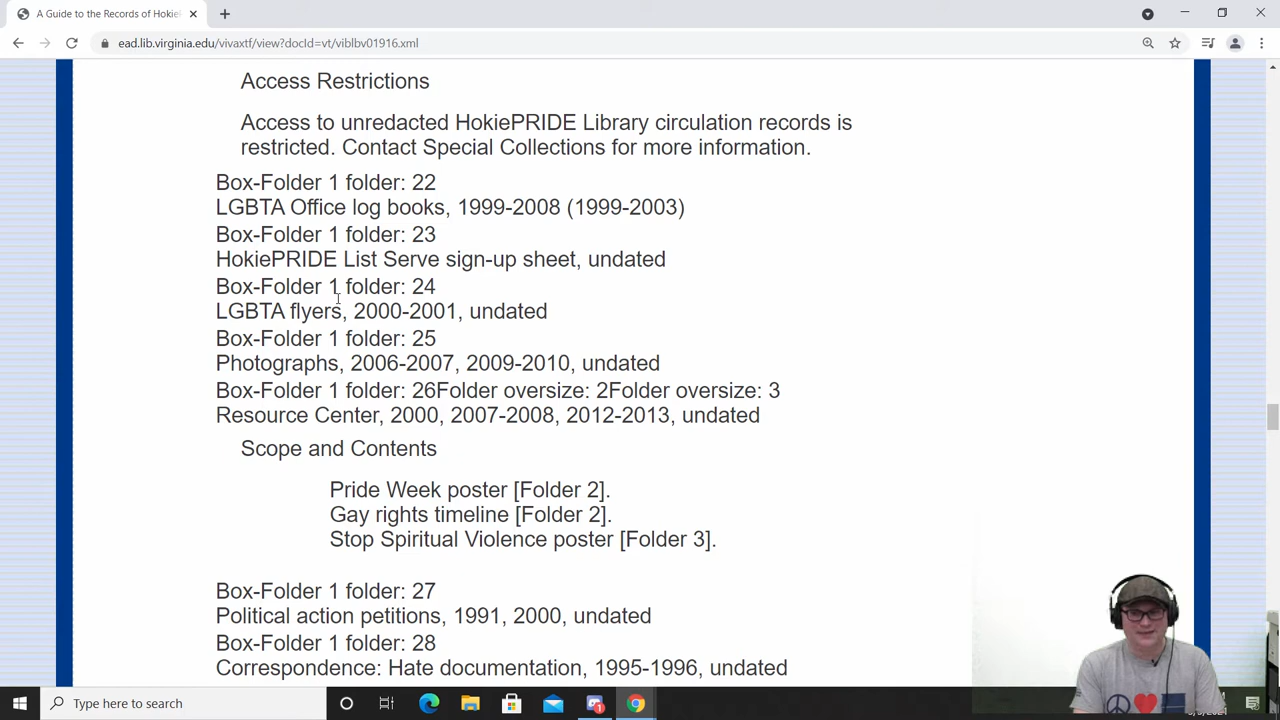 A Guide to the Records of Hokie
ead.lib.virginia.edu/vivaxtf/view?docId=vt/viblbv01916.xml
Access Restrictions
Access to unredacted HokiePRIDE Library circulation records is
restricted. Contact Special Collections for more information.
Box-Folder 1 folder: 22
LGBTA Office log books, 1999-2008 (1999-2003)
Box-Folder 1 folder: 23
HokiePRIDE List Serve sign-up sheet, undated
Box-Folder 1 folder: 24
LGBTA flyers, 2000-2001, undated
Box-Folder 1 folder: 25
Photographs, 2006-2007, 2009-2010, undated
Box-Folder 1 folder: 26Folder oversize: 2Folder oversize: 3
Resource Center, 2000, 2007-2008, 2012-2013, undated
Scope and Contents
Pride Week poster [Folder 2].
Gay rights timeline [Folder 2].
Stop Spiritual Violence poster [Folder 3].
Box-Folder 1 folder: 27
Political action petitions, 1991, 2000, undated
Box-Folder 1 folder: 28
Correspondence: Hate documentation, 1995-1996, undated
Type here to search